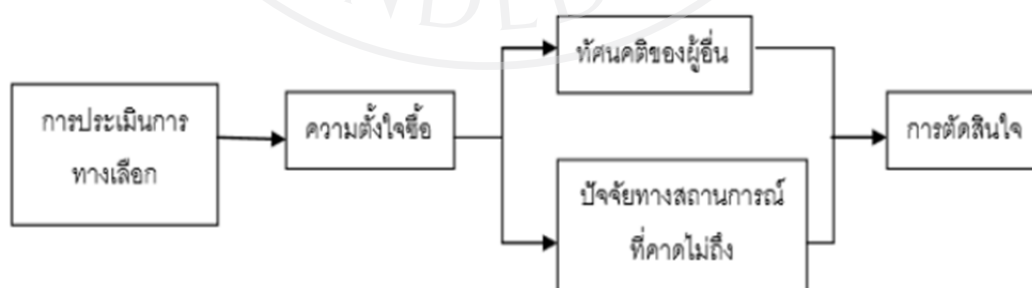 การประเมินการ
ทางเลือก
ความตั้งใจซื้อ
ทัศนคติของผู้อื่น
ปัจจัยทางสถานการณ์
ที่คาดไม่ถึง
การตัดสินใจ